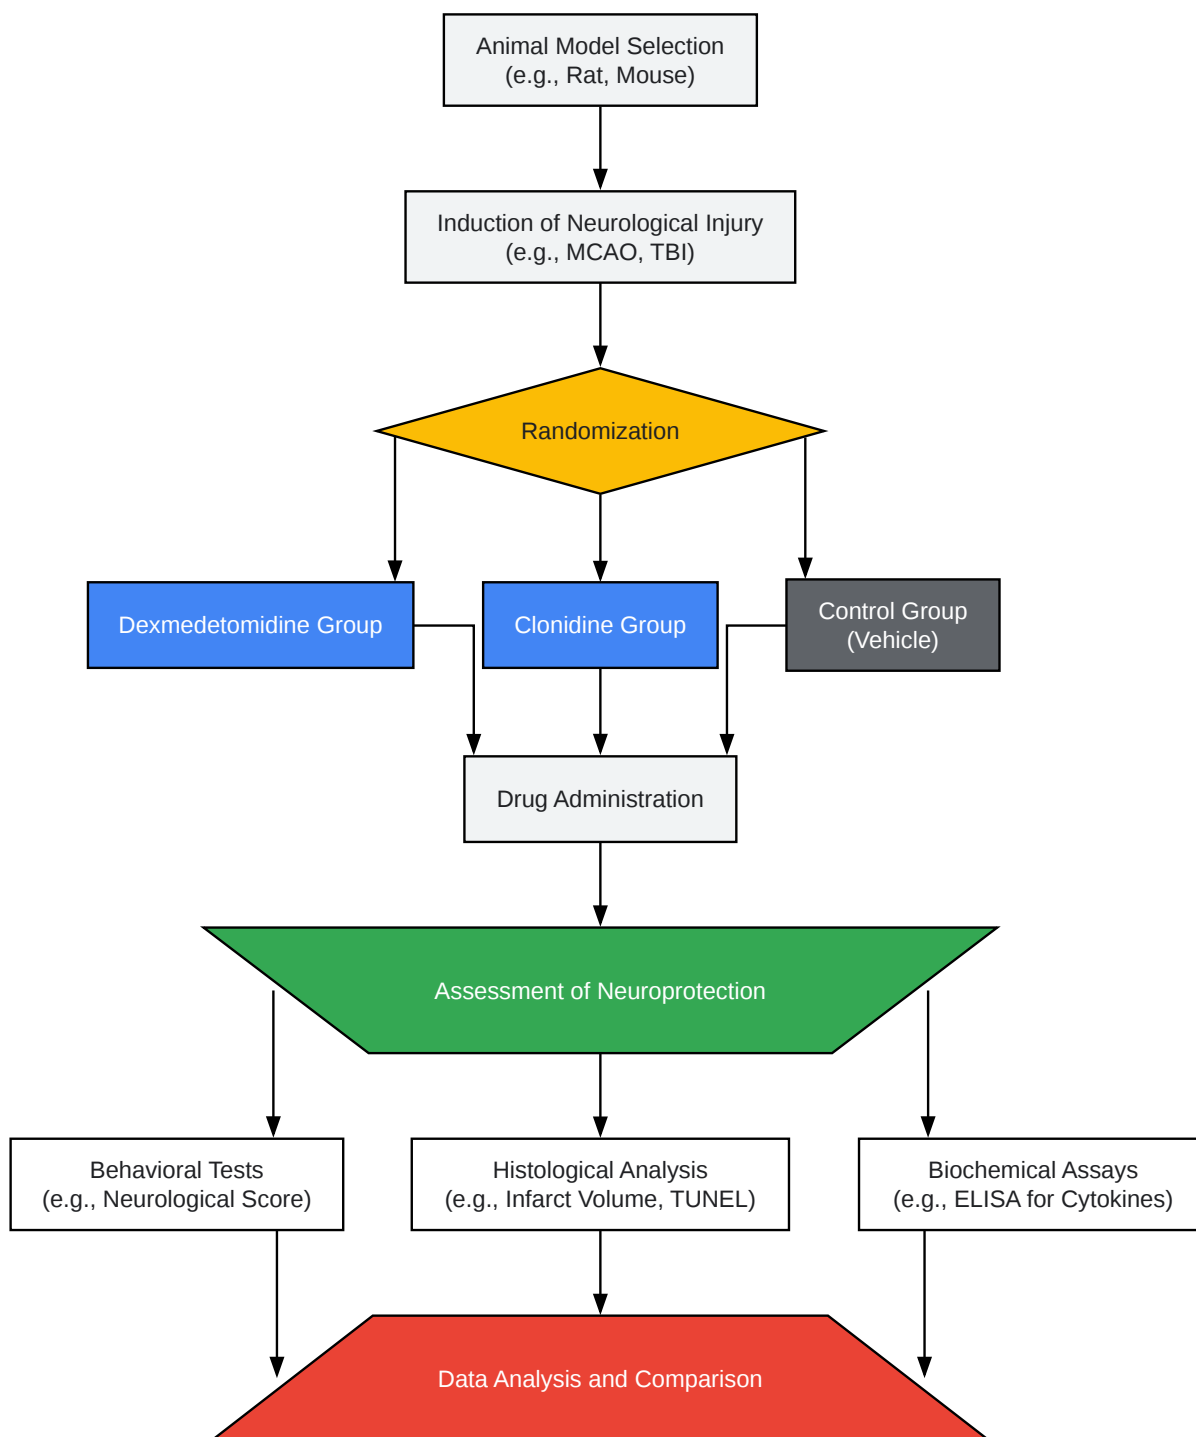 Animal Model Selection
(e.g., Rat, Mouse)
Induction of Neurological Injury
(e.g., MCAO, TBI)
Randomization
Dexmedetomidine Group
Clonidine Group
Control Group
(Vehicle)
Drug Administration
Assessment of Neuroprotection
Behavioral Tests
(e.g., Neurological Score)
Histological Analysis
(e.g., Infarct Volume, TUNEL)
Biochemical Assays
(e.g., ELISA for Cytokines)
Data Analysis and Comparison